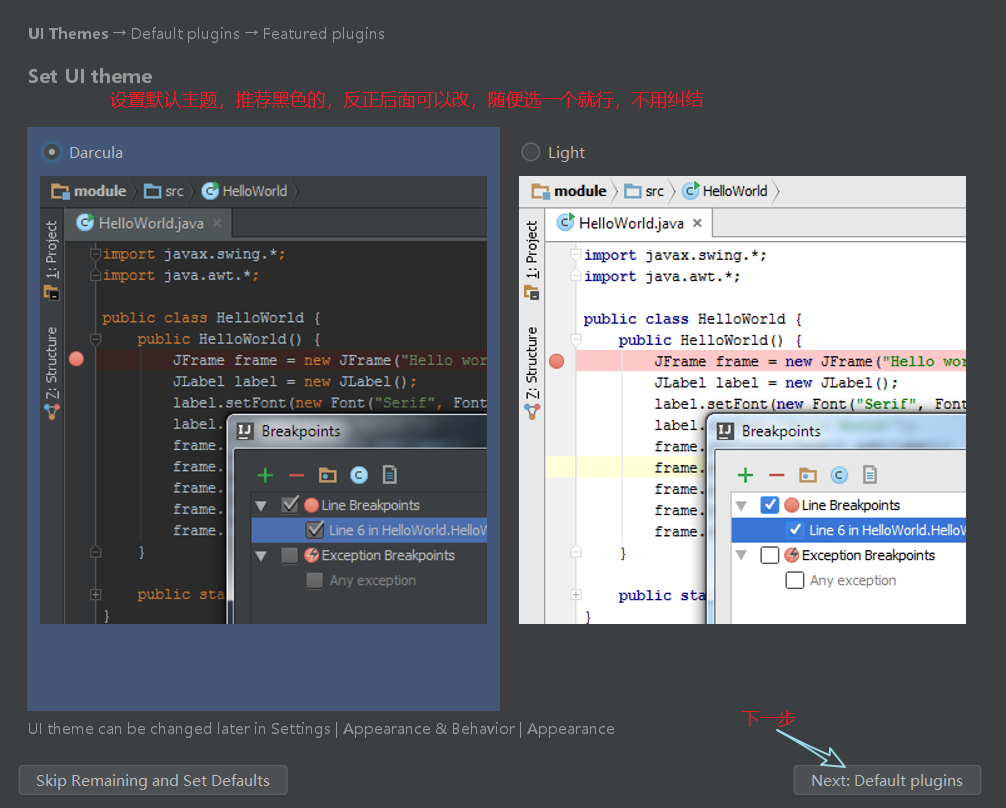 UI Themes → Default plugins → Featured plugins
Set UI theme
设置默认主题，推荐黑色的，反正后面可以改，随便选一个就行，不用纠结
Darcula
module src HelloWorld
HelloWorld.java
1: Project
Z: Structure
import javax.swing.*;
import java.awt.*;
public class HelloWorld {
public HelloWorld() {
JFrame frame = new JFrame("Hello wor
JLabel label = new JLabel();
label.setFont(new Font("Serif", Font
label.
frame.
frame.
frame.
frame.
frame.
}
public sta
}
Breakpoints
Line Breakpoints
Line 6 in HelloWorld.HelloW
Exception Breakpoints
Any exception
Light
module src HelloWorld
HelloWorld.java
1: Project
Z: Structure
import javax.swing.*;
import java.awt.*;
public class HelloWorld {
public HelloWorld() {
JFrame frame = new JFrame("Hello wor
JLabel label = new JLabel();
label.setFont(new Font("Serif", Font
label.
frame.
frame.
frame.
frame.
frame.
}
public sta
}
Breakpoints
Line Breakpoints
Line 6 in HelloWorld.HelloW
Exception Breakpoints
Any exception
UI theme can be changed later in Settings | Appearance & Behavior | Appearance
下一步
Skip Remaining and Set Defaults
Next: Default plugins